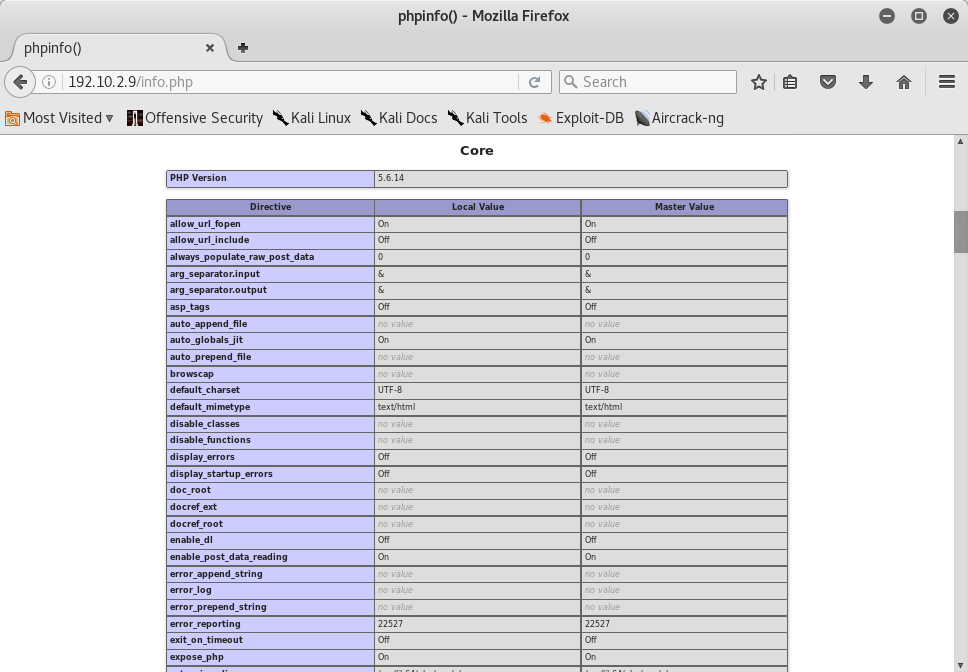 phpinfo() - Mozilla Firefox
phpinfo()
192.10.2.9/info.php
Search
Most Visited Offensive Security Kali Linux Kali Docs Kali Tools Exploit-DB Aircrack-ng
Core
PHP Version 5.6.14
Directive Local Value Master Value
allow_url_fopen On On
allow_url_include Off Off
always_populate_raw_post_data 0 0
arg_separator.input & &
arg_separator.output & &
asp_tags Off Off
auto_append_file no value no value
auto_globals_jit On On
auto_prepend_file no value no value
browscap no value no value
default_charset UTF-8 UTF-8
default_mimetype text/html text/html
disable_classes no value no value
disable_functions no value no value
display_errors Off Off
display_startup_errors Off Off
doc_root no value no value
docref_ext no value no value
docref_root no value no value
enable_dl Off Off
enable_post_data_reading On On
error_append_string no value no value
error_log no value no value
error_prepend_string no value no value
error_reporting 22527 22527
exit_on_timeout Off Off
expose_php On On